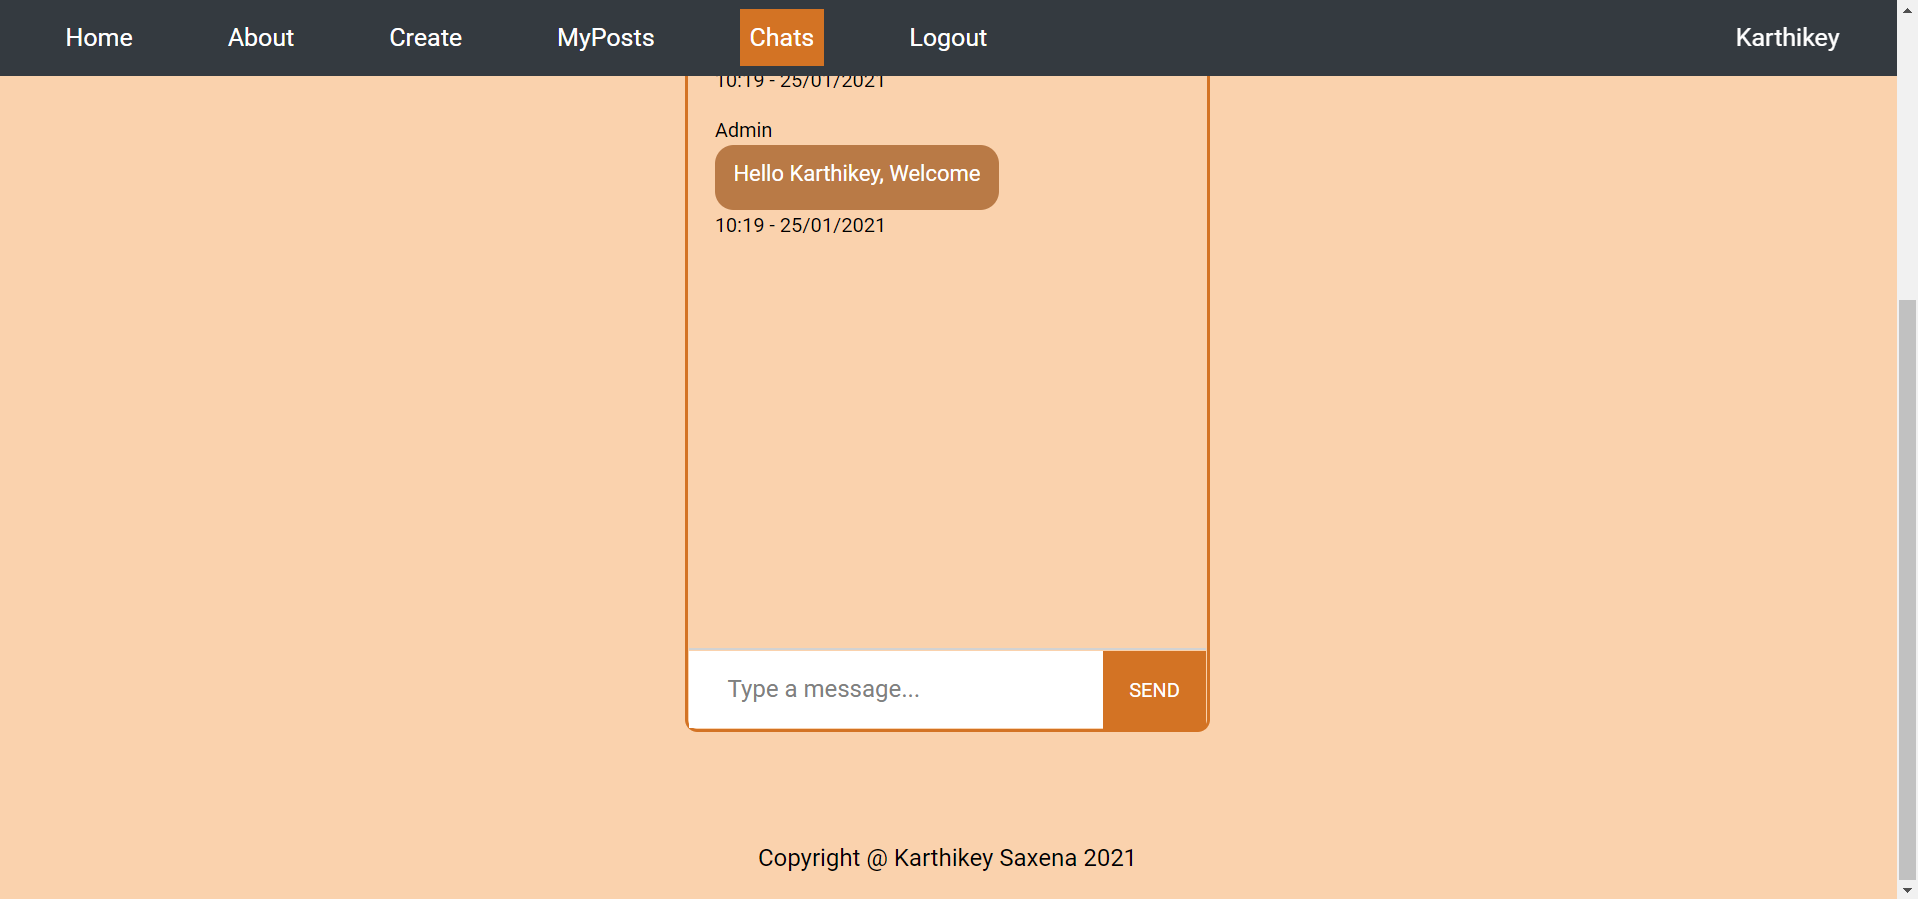 Home About Create MyPosts Chats Logout Karthikey
10:19 - 25/01/2021
Admin
Hello Karthikey, Welcome
10:19 - 25/01/2021
Type a message...
SEND
Copyright @ Karthikey Saxena 2021